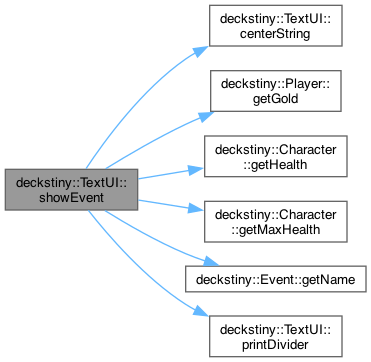 deckstiny::TextUI::
centerString
deckstiny::Player::
getGold
deckstiny::Character
::getHealth
deckstiny::TextUI::
showEvent
deckstiny::Character
::getMaxHealth
deckstiny::Event::getName
deckstiny::TextUI::
printDivider